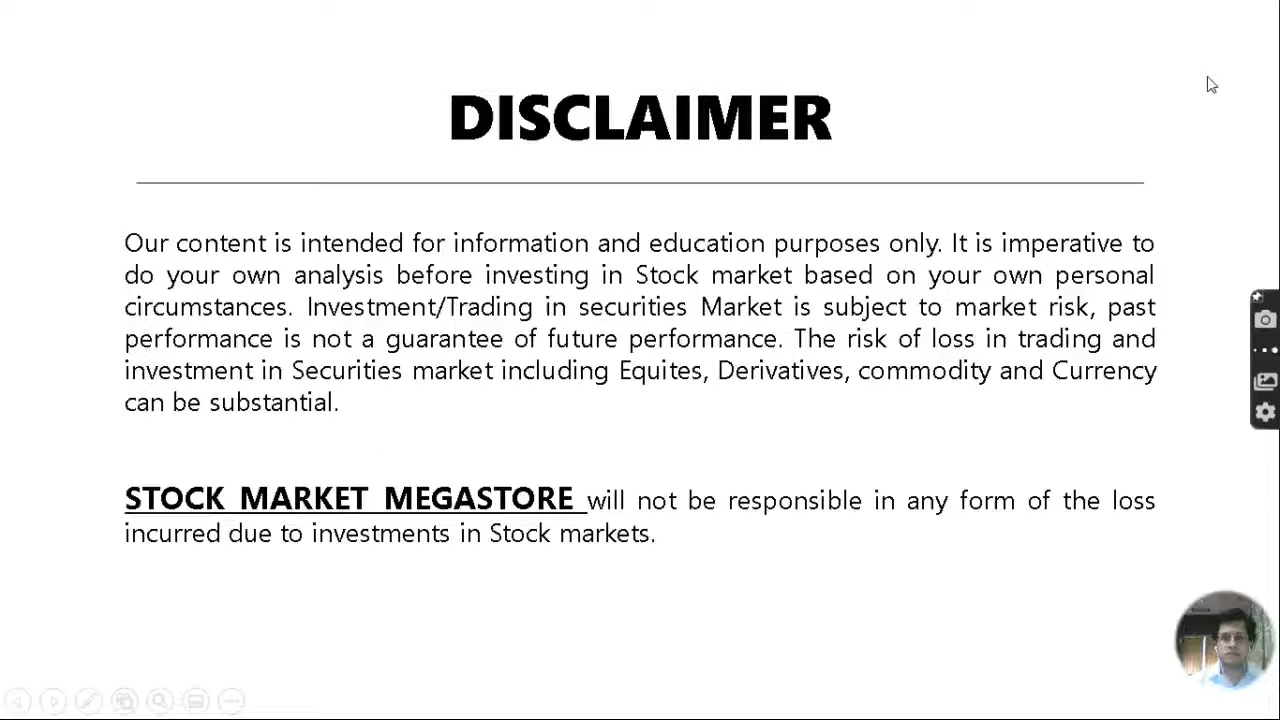 DISCLAIMER
Our content is intended for information and education purposes only. It is imperative to
do your own analysis before investing in Stock market based on your own personal
circumstances. Investment/Trading in securities Market is subject to market risk, past
performance is not a guarantee of future performance. The risk of loss in trading and
investment in Securities market including Equites, Derivatives, commodity and Currency
can be substantial.
STOCK MARKET MEGASTORE will not be responsible in any form of the loss
incurred due to investments in Stock markets.